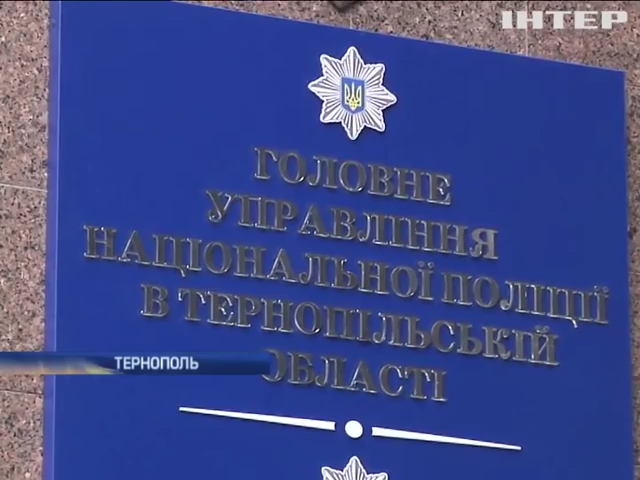 ІНТЕР
ГОЛОВНЕ
УПРАВЛІННЯ
НАЦІОНАЛЬНОЇ ПОЛІЦІЇ
В ТЕРНОПІЛЬСЬКІЙ
ОБЛАСТІ
ТЕРНОПОЛЬ